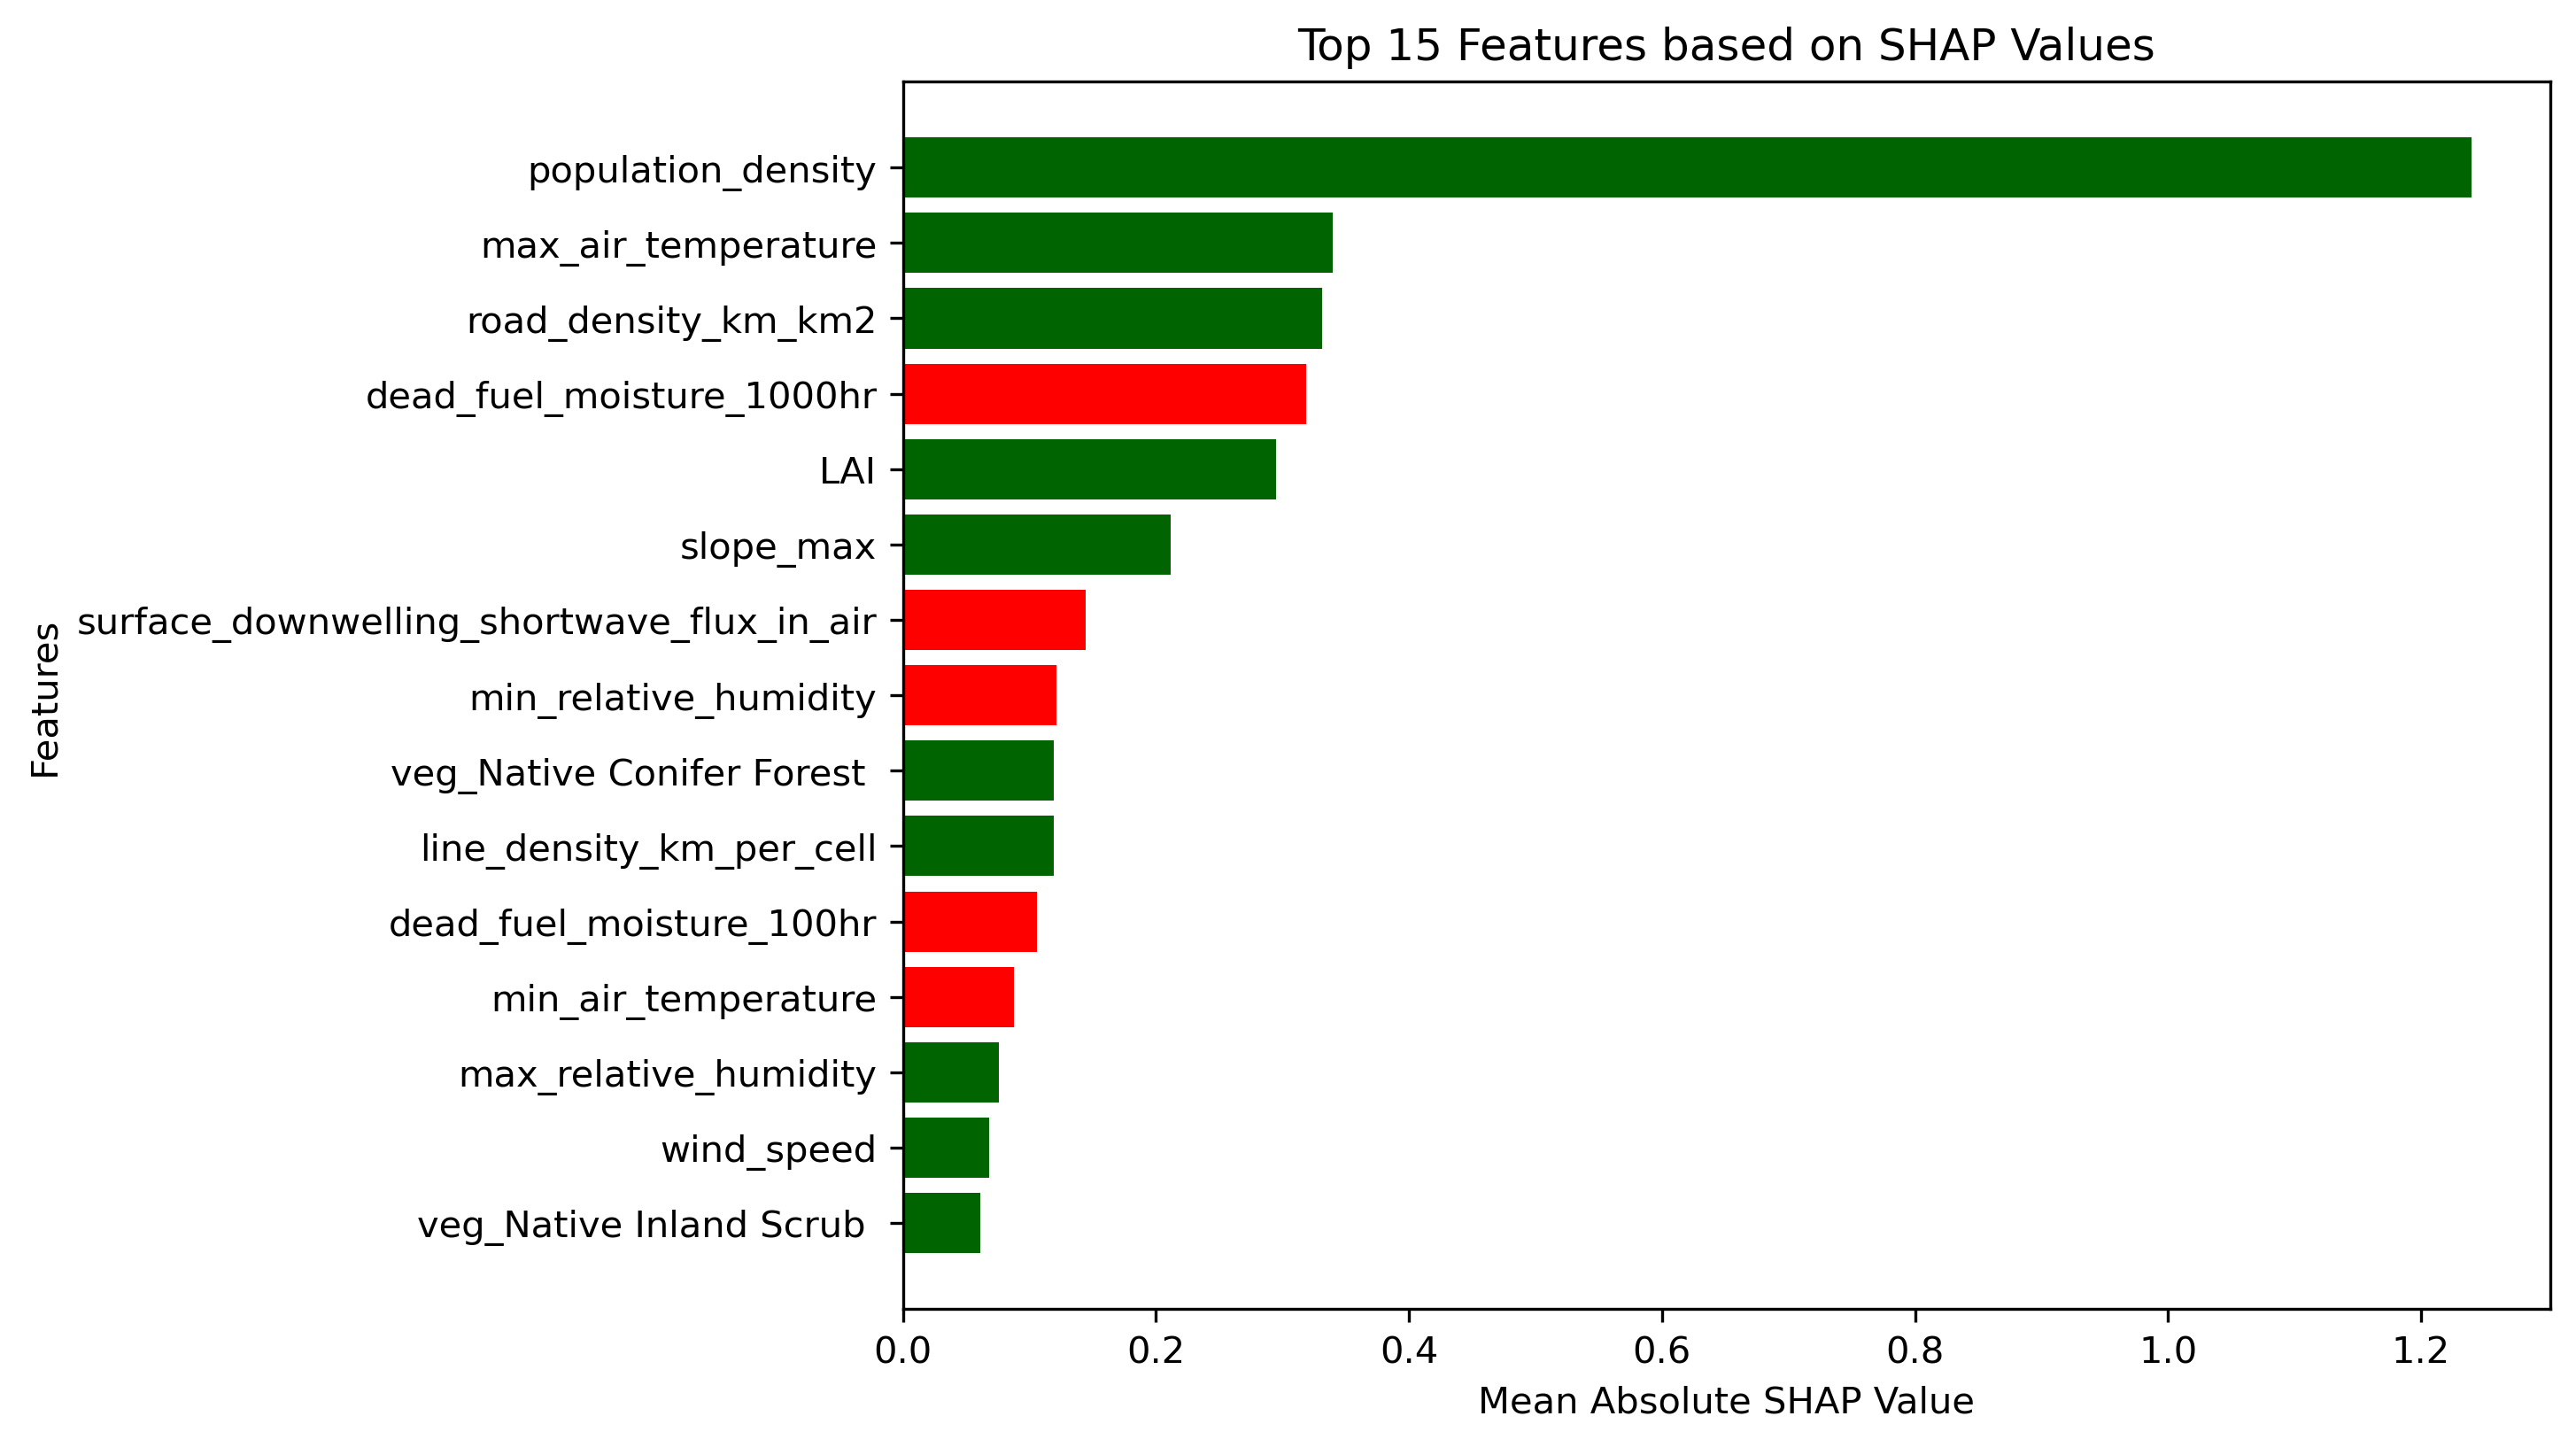 Top 15 Features based on SHAP Values
population_density
max_air_temperature
road_density_km_km2
dead_fuel_moisture_1000hr
LAI
slope_max
surface_downwelling_shortwave_flux_in_air
min_relative_humidity
veg_Native Conifer Forest
line_density_km_per_cell
dead_fuel_moisture_100hr
min_air_temperature
max_relative_humidity
wind_speed
veg_Native Inland Scrub
Features
0.0 0.2 0.4 0.6 0.8 1.0 1.2
Mean Absolute SHAP Value